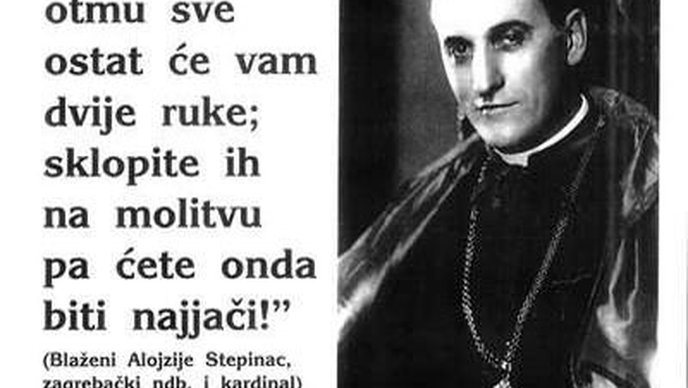 otmu sve
ostat će vam
dvije ruke;
sklopite ih
na molitvu
pa ćete onda
biti najjači!”
(Blaženi Alojzije Stepinac,
zagrebački ndb. i kardinal)